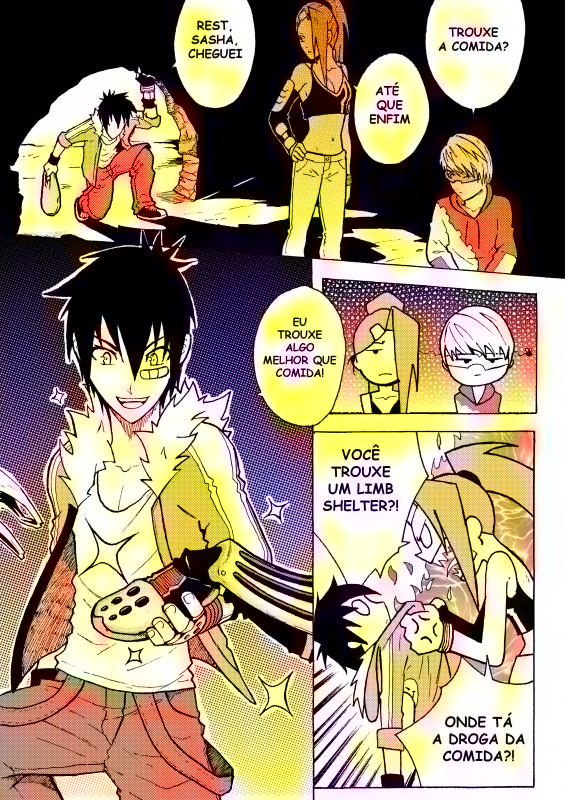 REST,
SASHA,
CHEGUEI
TROUXE
A COMIDA?
ATÉ
QUE
ENFIM
EU
TROUXE
ALGO
MELHOR QUE
COMIDA!
VOCÊ
TROUXE
UM LIMB
SHELTER?!
ONDE TÁ
A DROGA DA
COMIDA?!